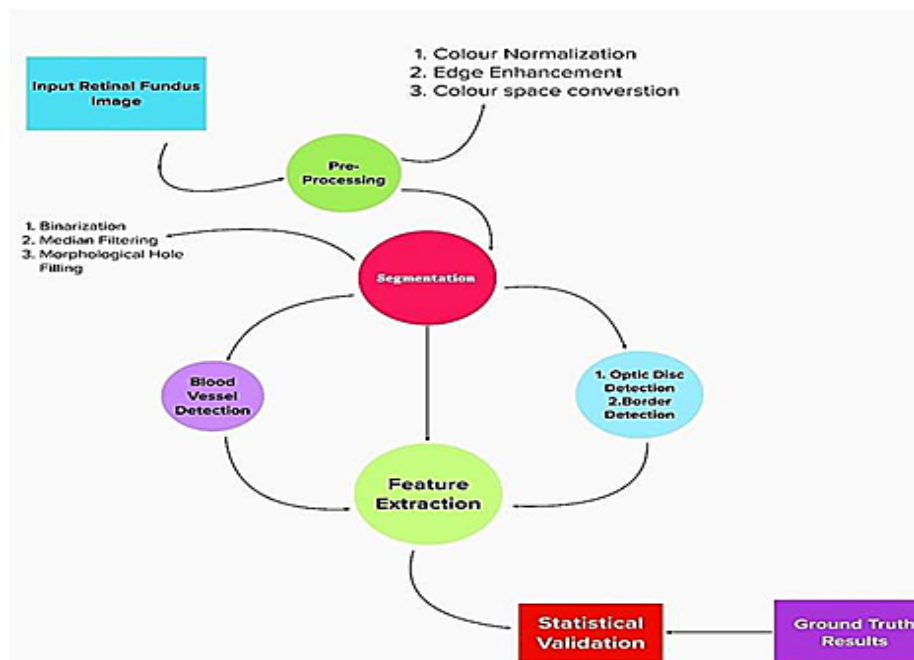 Input Retinal Fundus
Image
1. Colour Normalization
2. Edge Enhancement
3. Colour space converstion
Pre-
Processing
1. Binarization
2. Median Filtering
3. Morphological Hole
Filling
Segmentation
Blood
Vessel
Detection
1. Optic Disc
Detection
2.Border
Detection
Feature
Extraction
Statistical
Validation
Ground Truth
Results